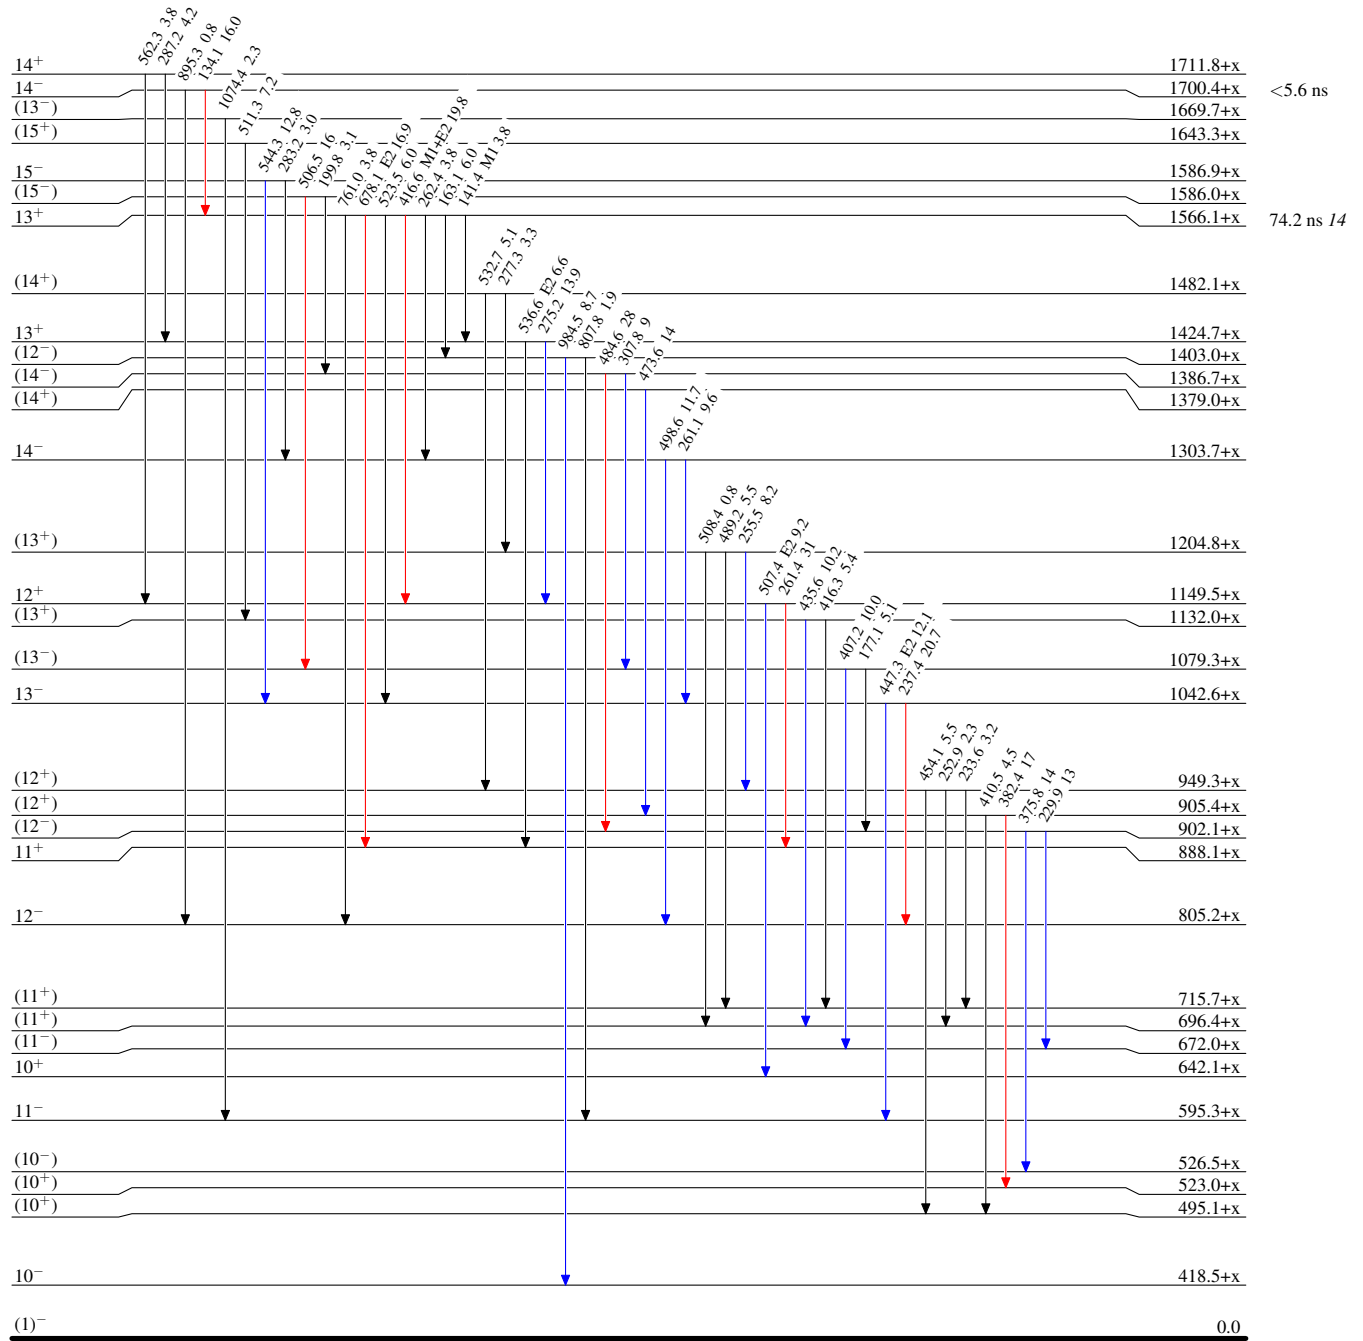 562.3 3.8
287.2 4.2
895.3 0.8
134.1 16.0
1074.4 2.3
511.3 7.2
544.3 12.8
283.2 3.0
506.5 16
199.8 3.1
761.0 3.8
678.1 E2 16.9
523.5 6.0
416.6 M1+E2 19.8
262.4 3.8
163.1 6.0
141.4 M1 3.8
532.7 5.1
277.3 3.3
536.6 E2 6.6
275.2 13.9
984.5 8.7
807.8 1.9
484.6 28
307.8 9
473.6 14
498.6 11.7
261.1 9.6
508.4 0.8
489.2 5.5
255.5 8.2
507.4 E2 9.2
261.4 31
435.6 10.2
416.3 5.4
407.2 10.0
177.1 5.1
447.3 E2 12.1
237.4 20.7
454.1 5.5
252.9 2.3
233.6 3.2
410.5 4.5
382.4 17
375.8 14
229.9 13
14⁺ 1711.8+x
14⁻ 1700.4+x <5.6 ns
(13⁻) 1669.7+x
(15⁺) 1643.3+x
15⁻ 1586.9+x
(15⁻) 1586.0+x
13⁺ 1566.1+x 74.2 ns 14
(14⁺) 1482.1+x
13⁺ 1424.7+x
(12⁻) 1403.0+x
(14⁻) 1386.7+x
(14⁺) 1379.0+x
14⁻ 1303.7+x
(13⁺) 1204.8+x
12⁺ 1149.5+x
(13⁺) 1132.0+x
(13⁻) 1079.3+x
13⁻ 1042.6+x
(12⁺) 949.3+x
(12⁺) 905.4+x
(12⁻) 902.1+x
11⁺ 888.1+x
12⁻ 805.2+x
(11⁺) 715.7+x
(11⁺) 696.4+x
(11⁻) 672.0+x
10⁺ 642.1+x
11⁻ 595.3+x
(10⁻) 526.5+x
(10⁺) 523.0+x
(10⁺) 495.1+x
10⁻ 418.5+x
(1)⁻ 0.0